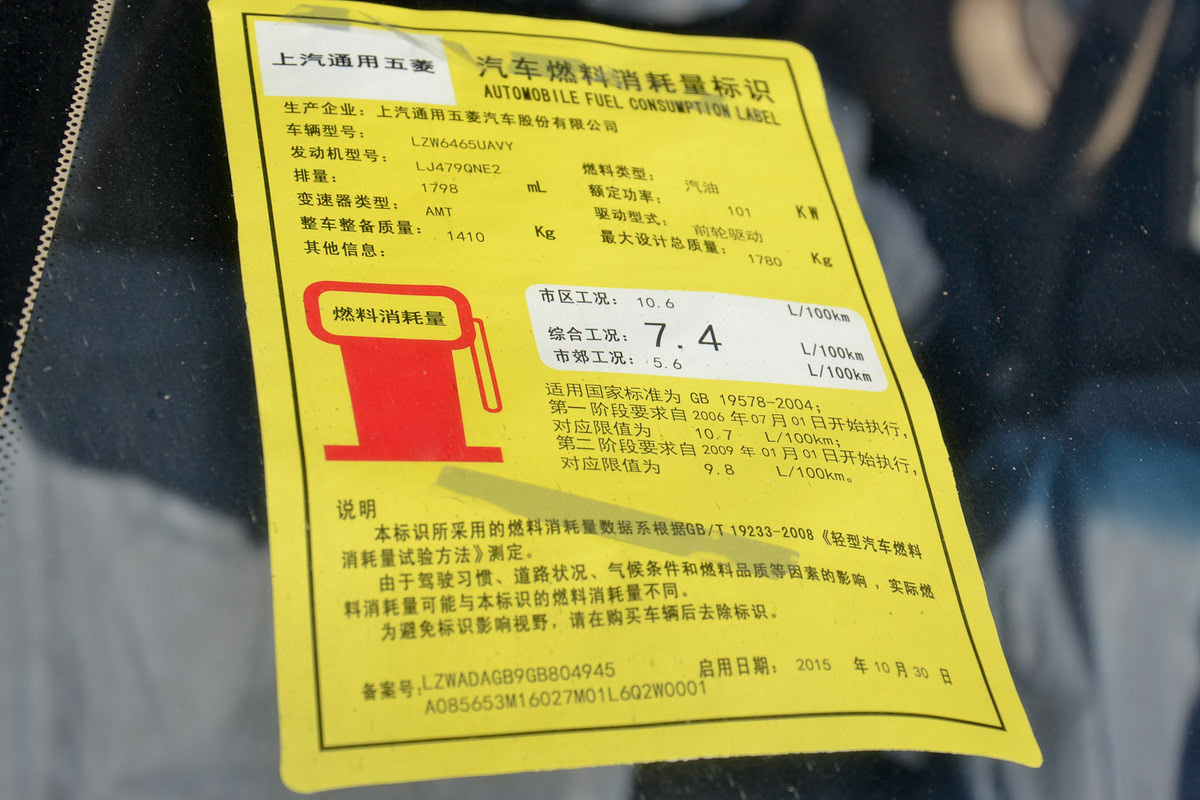 上汽通用五菱
汽车燃料消耗量标识
AUTOMOBILE FUEL CONSUMPTION LABEL
生产企业：上汽通用五菱汽车股份有限公司
车辆型号： LZW6465UAVY
发动机型号： LJ479QNE2 燃料类型： 汽油
排量： 1798 mL 额定功率： 101 KW
变速器类型： AMT 驱动型式： 前轮驱动
整车整备质量： 1410 Kg 最大设计总质量： 1780 Kg
其他信息：
燃料消耗量
市区工况： 10.6 L/100km
综合工况： 7.4 L/100km
市郊工况： 5.6 L/100km
适用国家标准为 GB 19578-2004；
第一阶段要求自 2006 年 07 月 01 日开始执行，
对应限值为 10.7 L/100km；
第二阶段要求自 2009 年 01 月 01 日开始执行，
对应限值为 9.8 L/100km。
说明
本标识所采用的燃料消耗量数据系根据GB/T 19233-2008《轻型汽车燃料
消耗量试验方法》测定。
由于驾驶习惯、道路状况、气候条件和燃料品质等因素的影响，实际燃
料消耗量可能与本标识的燃料消耗量不同。
为避免标识影响视野，请在购买车辆后去除标识。
备案号：LZWADAGB9GB804945 启用日期： 2015 年 10 月 30 日
A085653M16027M01L6Q2W0001